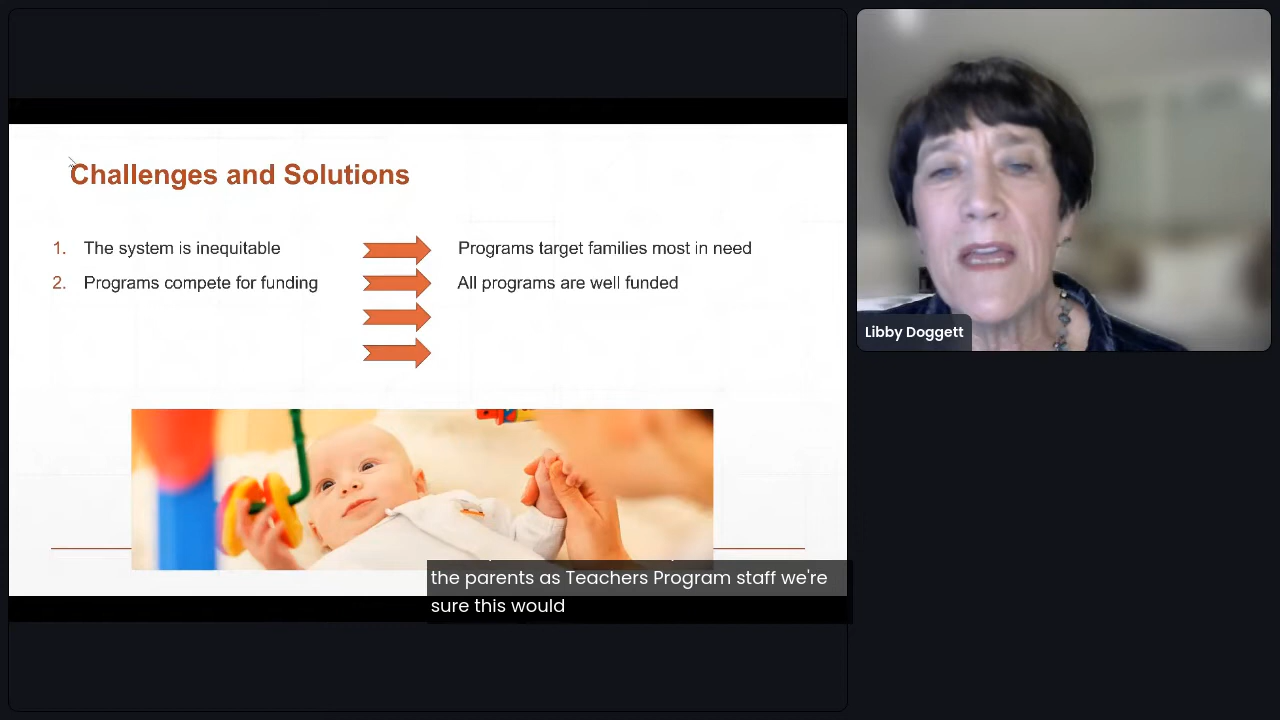 Challenges and Solutions
1. The system is inequitable Programs target families most in need
2. Programs compete for funding All programs are well funded
the parents as Teachers Program staff we're
sure this would
Libby Doggett